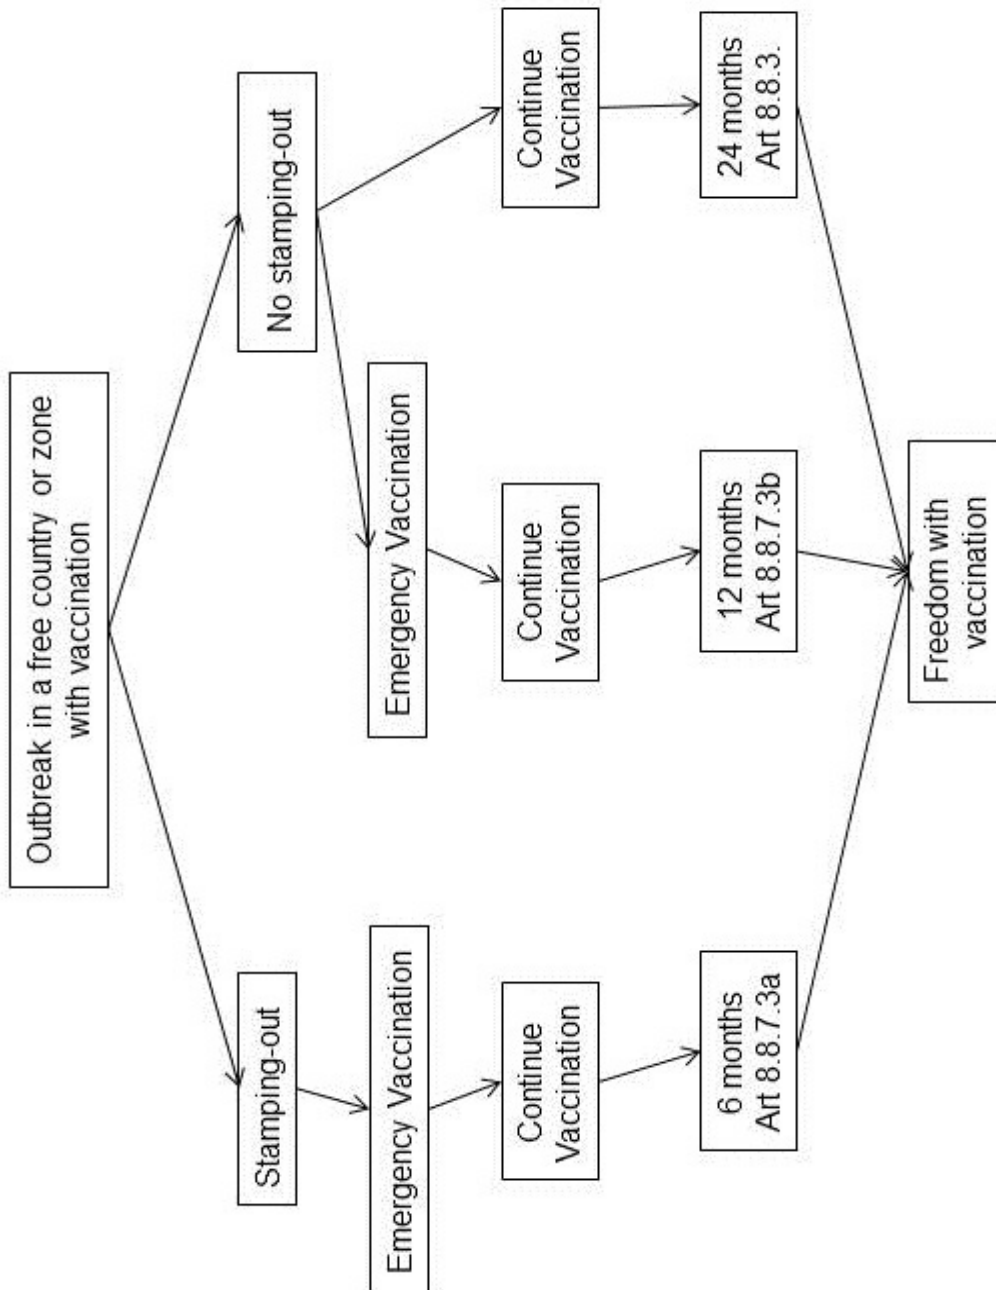 Outbreak in a free country or zone
with vaccination
Stamping-out
No stamping-out
Emergency Vaccination
Emergency Vaccination
Continue
Vaccination
Continue
Vaccination
Continue
Vaccination
6 months
Art 8.8.7.3a
12 months
Art 8.8.7.3b
24 months
Art 8.8.3.
Freedom with
vaccination